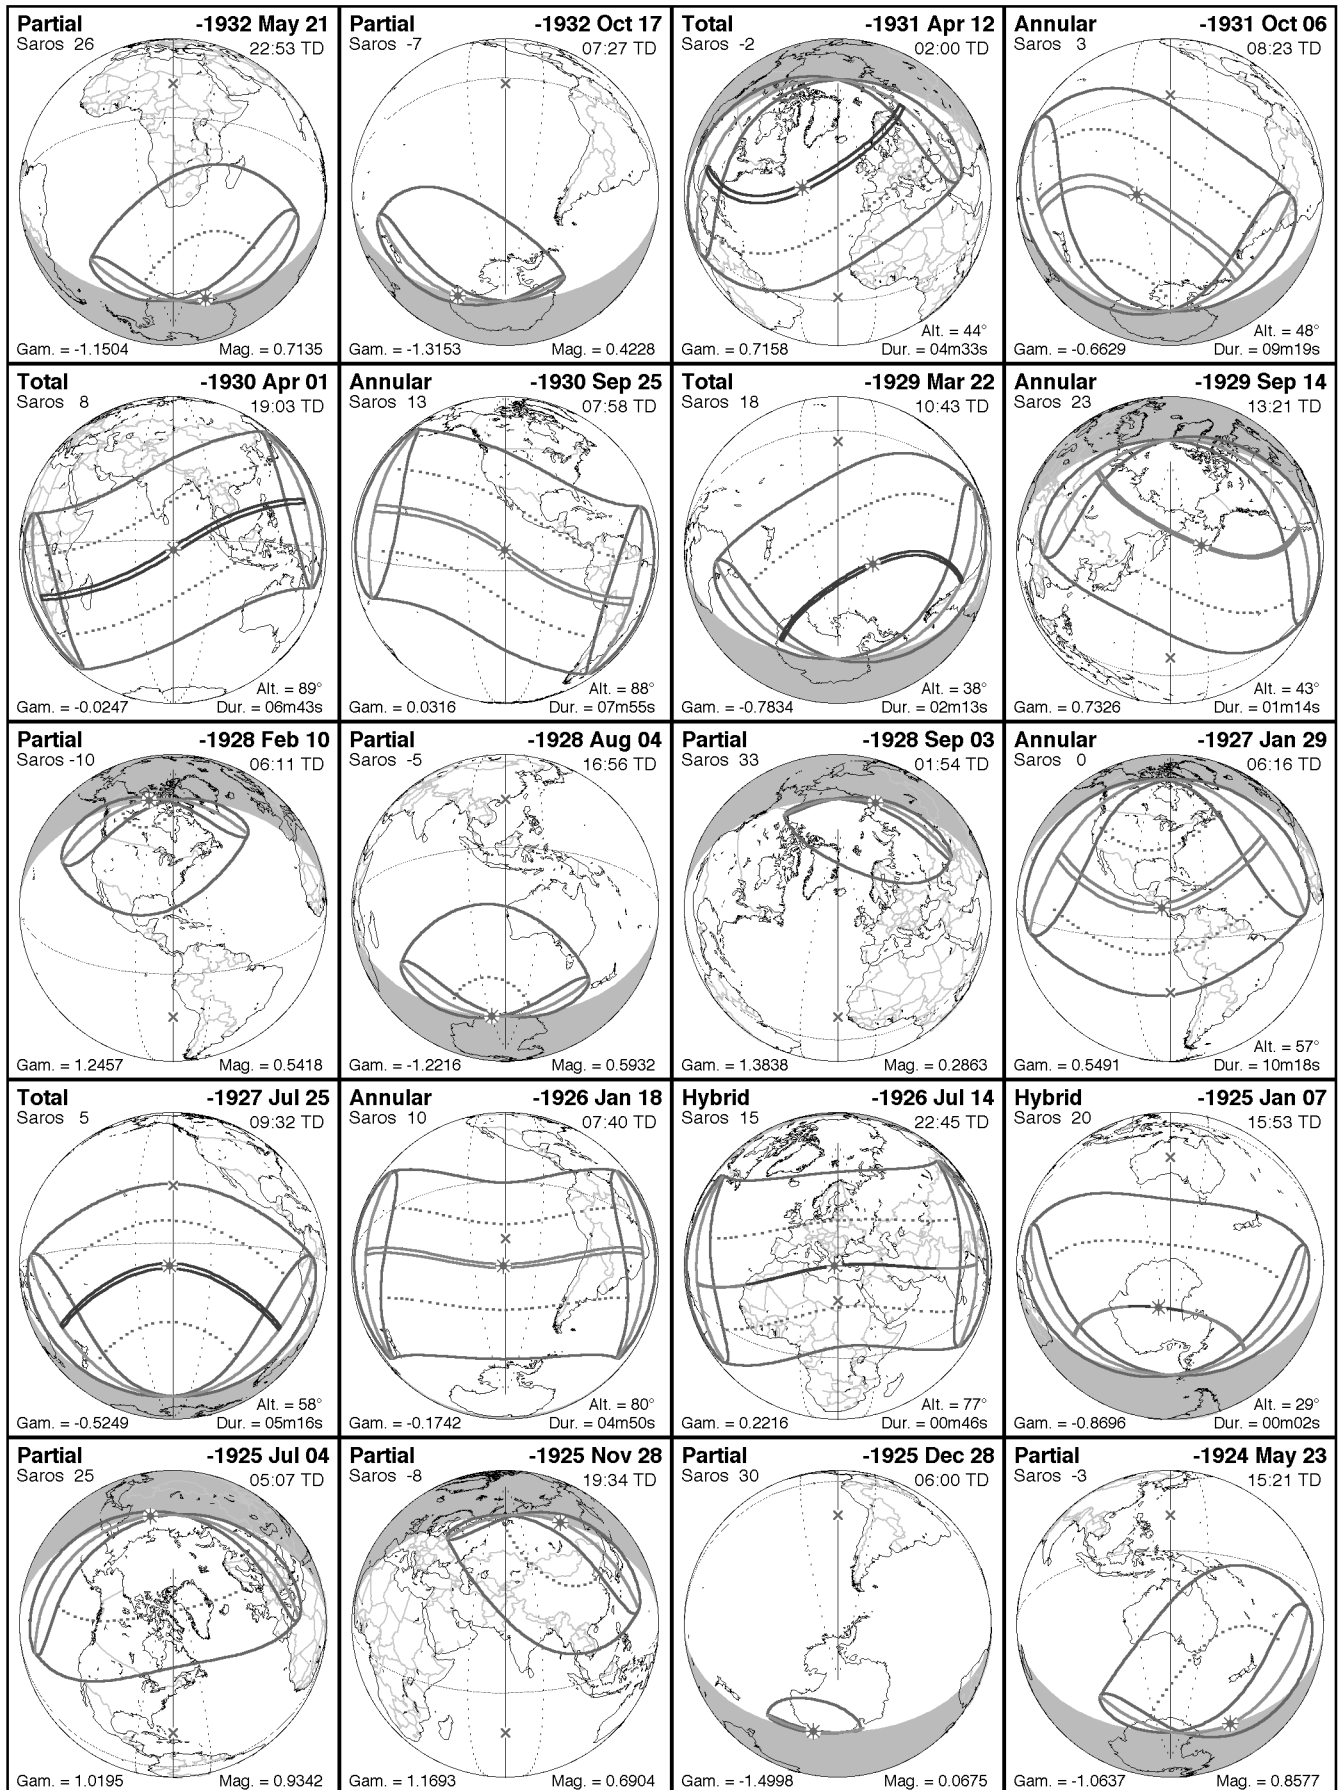 Partial -1932 May 21
Saros 26 22:53 TD
Gam. = -1.1504 Mag. = 0.7135
Partial -1932 Oct 17
Saros -7 07:27 TD
Gam. = -1.3153 Mag. = 0.4228
Total -1931 Apr 12
Saros -2 02:00 TD
Alt. = 44°
Gam. = 0.7158 Dur. = 04m33s
Annular -1931 Oct 06
Saros 3 08:23 TD
Alt. = 48°
Gam. = -0.6629 Dur. = 09m19s
Total -1930 Apr 01
Saros 8 19:03 TD
Alt. = 89°
Gam. = -0.0247 Dur. = 06m43s
Annular -1930 Sep 25
Saros 13 07:58 TD
Alt. = 88°
Gam. = 0.0316 Dur. = 07m55s
Total -1929 Mar 22
Saros 18 10:43 TD
Alt. = 38°
Gam. = -0.7834 Dur. = 02m13s
Annular -1929 Sep 14
Saros 23 13:21 TD
Alt. = 43°
Gam. = 0.7326 Dur. = 01m14s
Partial -1928 Feb 10
Saros -10 06:11 TD
Gam. = 1.2457 Mag. = 0.5418
Partial -1928 Aug 04
Saros -5 16:56 TD
Gam. = -1.2216 Mag. = 0.5932
Partial -1928 Sep 03
Saros 33 01:54 TD
Gam. = 1.3838 Mag. = 0.2863
Annular -1927 Jan 29
Saros 0 06:16 TD
Alt. = 57°
Gam. = 0.5491 Dur. = 10m18s
Total -1927 Jul 25
Saros 5 09:32 TD
Alt. = 58°
Gam. = -0.5249 Dur. = 05m16s
Annular -1926 Jan 18
Saros 10 07:40 TD
Alt. = 80°
Gam. = -0.1742 Dur. = 04m50s
Hybrid -1926 Jul 14
Saros 15 22:45 TD
Alt. = 77°
Gam. = 0.2216 Dur. = 00m46s
Hybrid -1925 Jan 07
Saros 20 15:53 TD
Alt. = 29°
Gam. = -0.8696 Dur. = 00m02s
Partial -1925 Jul 04
Saros 25 05:07 TD
Gam. = 1.0195 Mag. = 0.9342
Partial -1925 Nov 28
Saros -8 19:34 TD
Gam. = 1.1693 Mag. = 0.6904
Partial -1925 Dec 28
Saros 30 06:00 TD
Gam. = -1.4998 Mag. = 0.0675
Partial -1924 May 23
Saros -3 15:21 TD
Gam. = -1.0637 Mag. = 0.8577